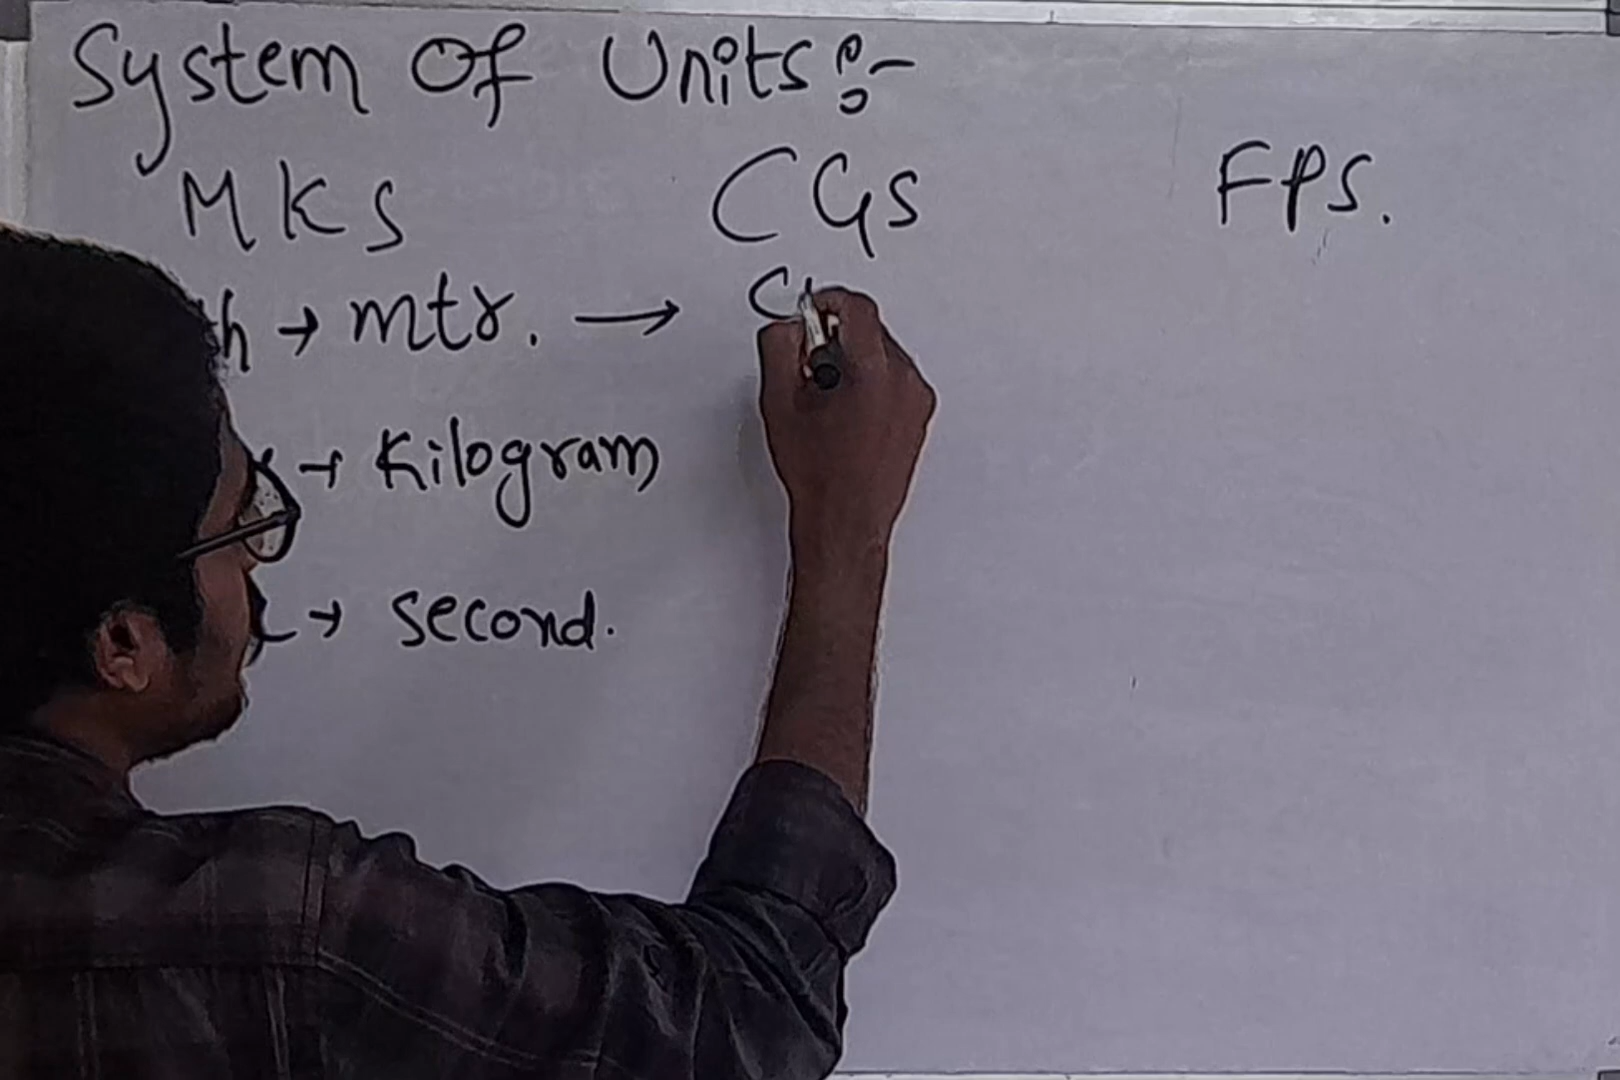 System Of Units :-
MKS CGS FPS.
h → mtr. → C
→ Kilogram
→ second.